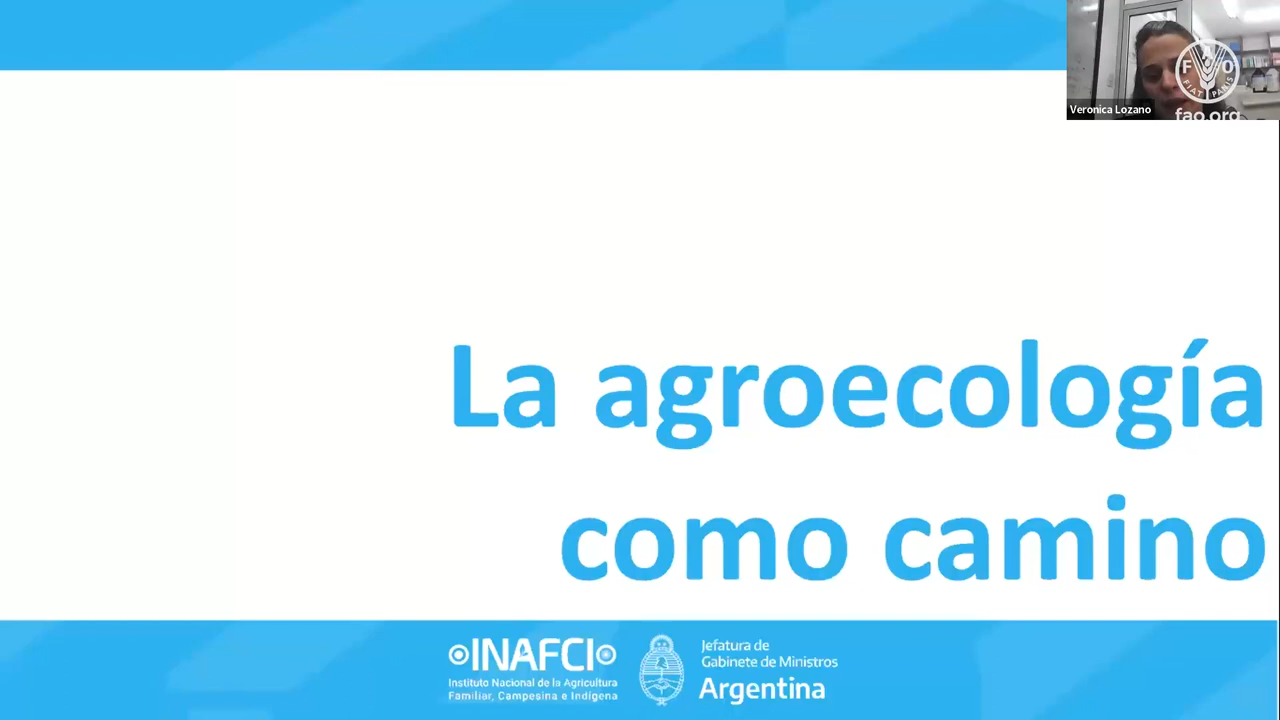 Veronica Lozano
F A O
FIAT PANIS
fao.org
La agroecología
como camino
INAFCI
Instituto Nacional de la Agricultura
Familiar, Campesina e Indígena
Jefatura de
Gabinete de Ministros
Argentina